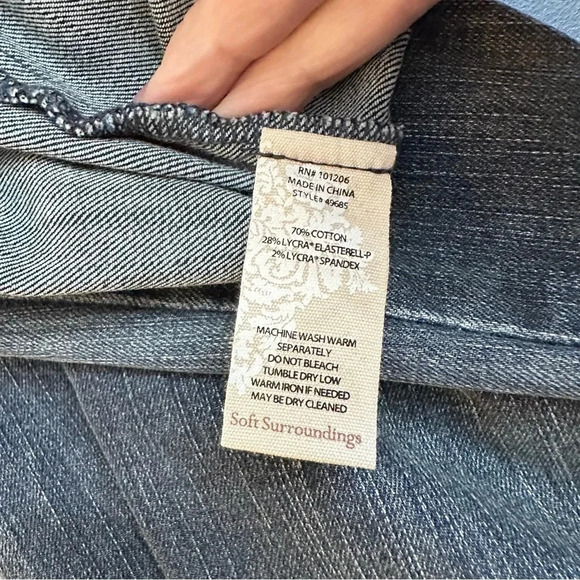 RN# 101206
MADE IN CHINA
STYLE# 49685
70% COTTON
28% LYCRA® ELASTERELL-P
2% LYCRA® SPANDEX
MACHINE WASH WARM
SEPARATELY
DO NOT BLEACH
TUMBLE DRY LOW
WARM IRON IF NEEDED
MAY BE DRY CLEANED
Soft Surroundings